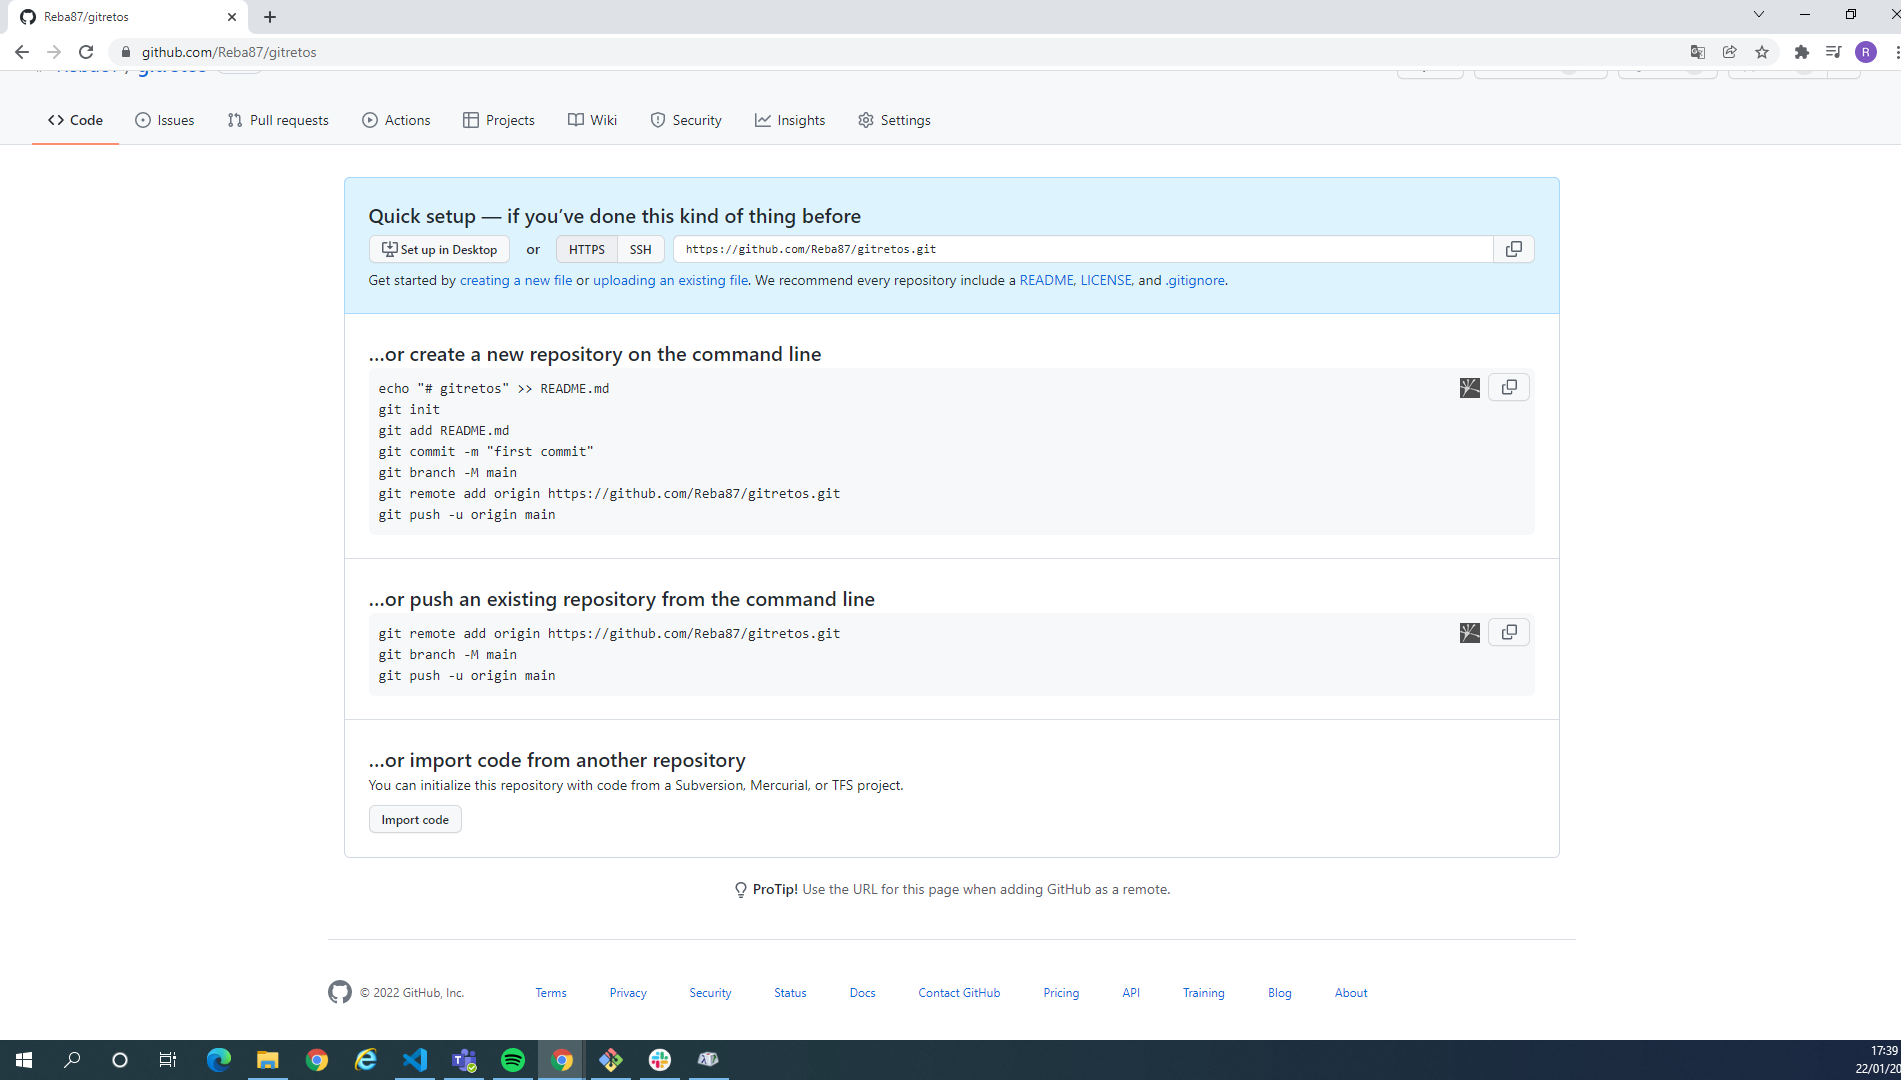 Reba87/gitretos
github.com/Reba87/gitretos
R
Reba87 / gitretos
Code Issues Pull requests Actions Projects Wiki Security Insights Settings
Quick setup — if you've done this kind of thing before
Set up in Desktop or HTTPS SSH https://github.com/Reba87/gitretos.git
Get started by creating a new file or uploading an existing file. We recommend every repository include a README, LICENSE, and .gitignore.
…or create a new repository on the command line
echo "# gitretos" >> README.md
git init
git add README.md
git commit -m "first commit"
git branch -M main
git remote add origin https://github.com/Reba87/gitretos.git
git push -u origin main
…or push an existing repository from the command line
git remote add origin https://github.com/Reba87/gitretos.git
git branch -M main
git push -u origin main
…or import code from another repository
You can initialize this repository with code from a Subversion, Mercurial, or TFS project.
Import code
ProTip! Use the URL for this page when adding GitHub as a remote.
© 2022 GitHub, Inc. Terms Privacy Security Status Docs Contact GitHub Pricing API Training Blog About
17:39
22/01/20